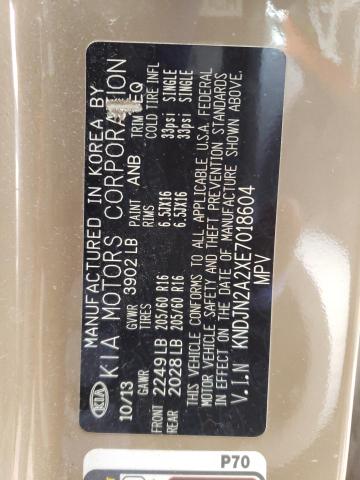 MANUFACTURED IN KOREA BY
KIA KIA MOTORS CORPORATION
10/13 GVWR 3902 LB PAINT ANB TRIM EQ
GAWR TIRES RIMS COLD TIRE INFL
FRONT 2249 LB 205/60 R16 6.5JX16 33psi SINGLE
REAR 2028 LB 205/60 R16 6.5JX16 33psi SINGLE
THIS VEHICLE CONFORMS TO ALL APPLICABLE U.S.A. FEDERAL
MOTOR VEHICLE SAFETY AND THEFT PREVENTION STANDARDS
IN EFFECT ON THE DATE OF MANUFACTURE SHOWN ABOVE.
V.I.N KNDJN2A2XE7018604
MPV
P70